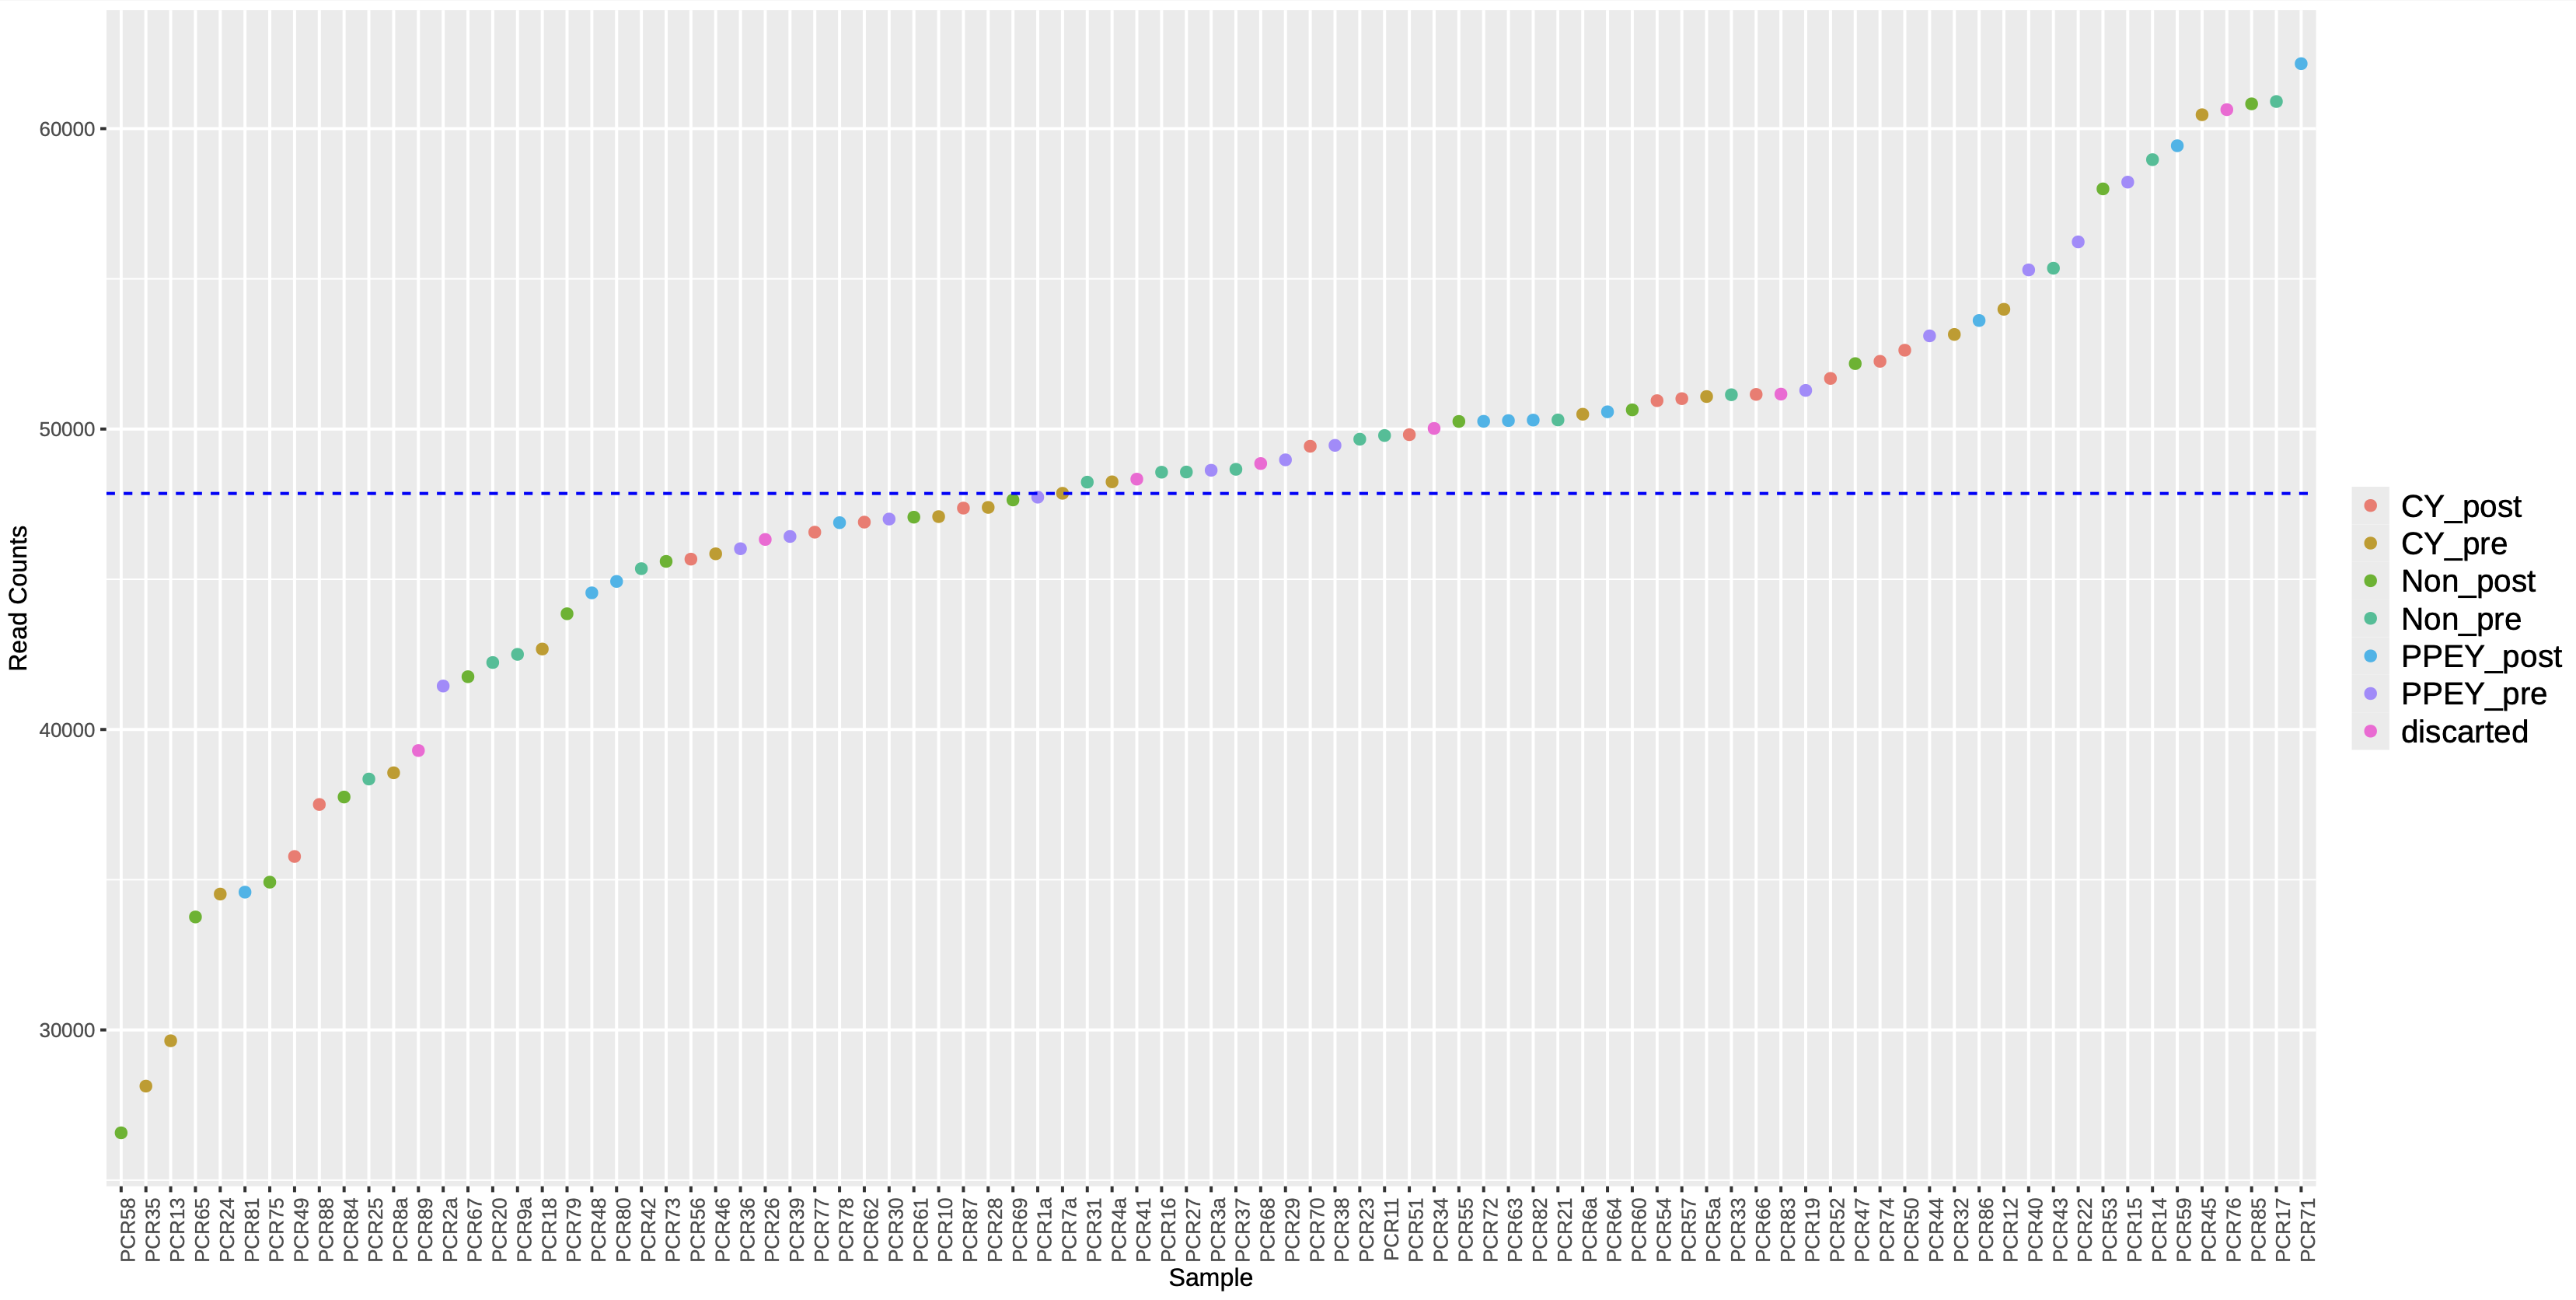 60000
50000
40000
30000
Read Counts
PCR58 PCR35 PCR13 PCR65 PCR24 PCR81 PCR75 PCR49 PCR88 PCR84 PCR25 PCR8a PCR89 PCR2a PCR67 PCR20 PCR9a PCR18 PCR79 PCR48 PCR80 PCR42 PCR73 PCR56 PCR46 PCR36 PCR26 PCR39 PCR77 PCR78 PCR62 PCR30 PCR61 PCR10 PCR87 PCR28 PCR69 PCR1a PCR7a PCR31 PCR4a PCR41 PCR16 PCR27 PCR3a PCR37 PCR68 PCR29 PCR70 PCR38 PCR23 PCR11 PCR51 PCR34 PCR55 PCR72 PCR63 PCR82 PCR21 PCR6a PCR64 PCR60 PCR54 PCR57 PCR5a PCR33 PCR66 PCR83 PCR19 PCR52 PCR47 PCR74 PCR50 PCR44 PCR32 PCR86 PCR12 PCR40 PCR43 PCR22 PCR53 PCR15 PCR14 PCR59 PCR45 PCR76 PCR85 PCR17 PCR71
Sample
CY_post
CY_pre
Non_post
Non_pre
PPEY_post
PPEY_pre
discarted